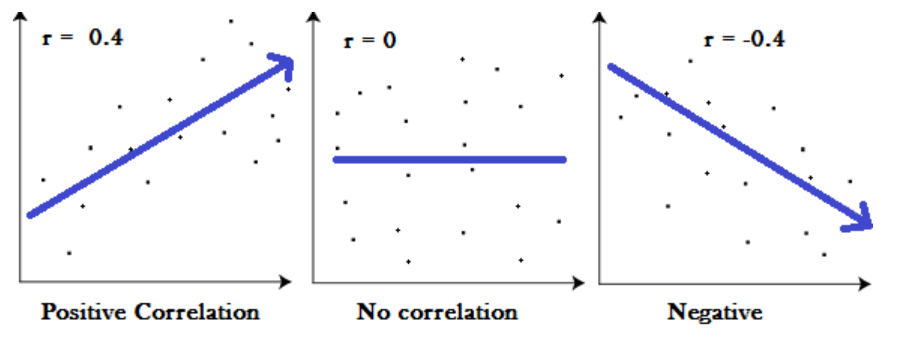 r = 0.4
r = 0
r = -0.4
Positive Correlation
No correlation
Negative